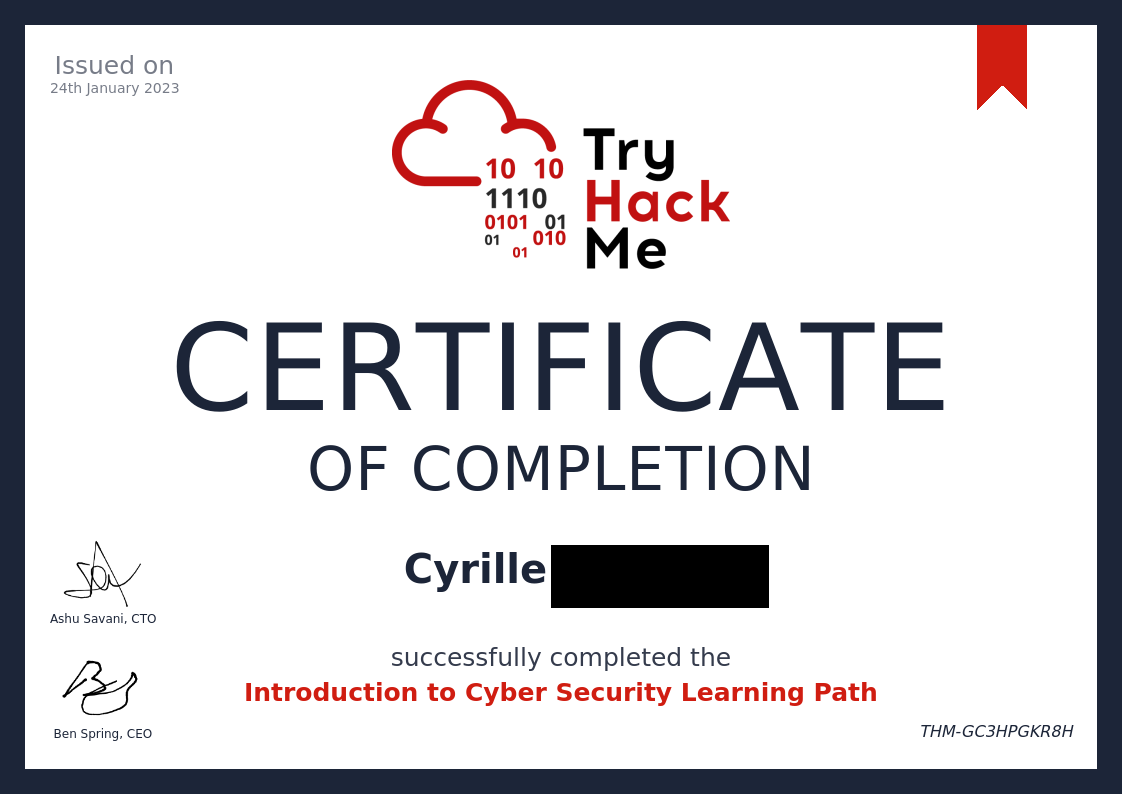 Issued on
24th January 2023
10 10
1110
0101 01
01 010
01
Try
Hack
Me
CERTIFICATE
OF COMPLETION
Cyrille
Ashu Savani, CTO
successfully completed the
Introduction to Cyber Security Learning Path
Ben Spring, CEO
THM-GC3HPGKR8H